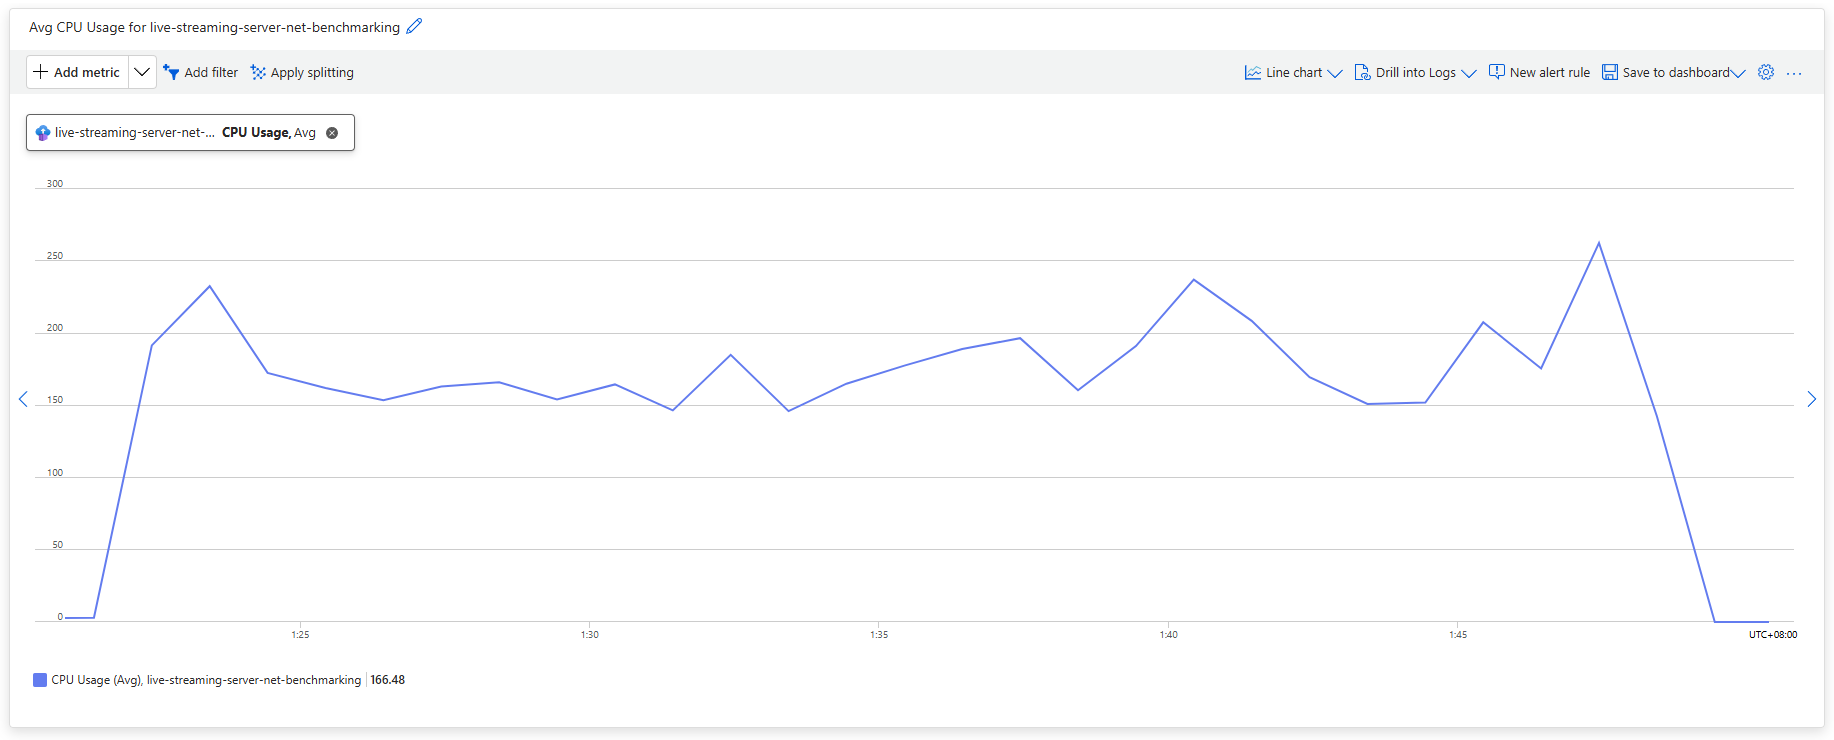 Avg CPU Usage for live-streaming-server-net-benchmarking
Add metric Add filter Apply splitting Line chart Drill into Logs New alert rule Save to dashboard ...
live-streaming-server-net-... CPU Usage, Avg
300
250
200
150
100
50
0
1:25 1:30 1:35 1:40 1:45 UTC+08:00
CPU Usage (Avg), live-streaming-server-net-benchmarking 166.48